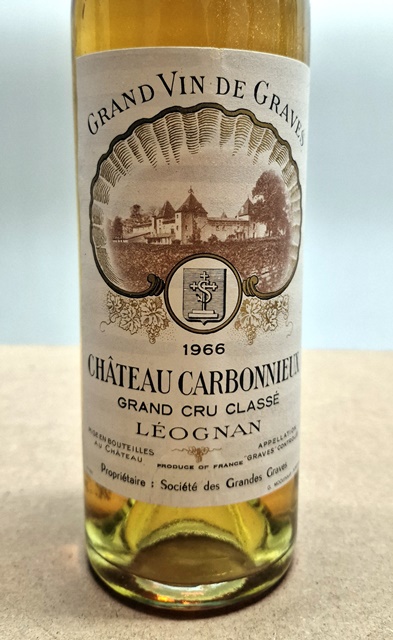 GRAND VIN DE GRAVES
1966
CHÂTEAU CARBONNIEUX
GRAND CRU CLASSÉ
LÉOGNAN
MISE EN BOUTEILLES
AU CHÂTEAU
APPELLATION
"GRAVES" CONTRÔLÉE
PRODUCE OF FRANCE
Propriétaire : Société des Grandes Graves